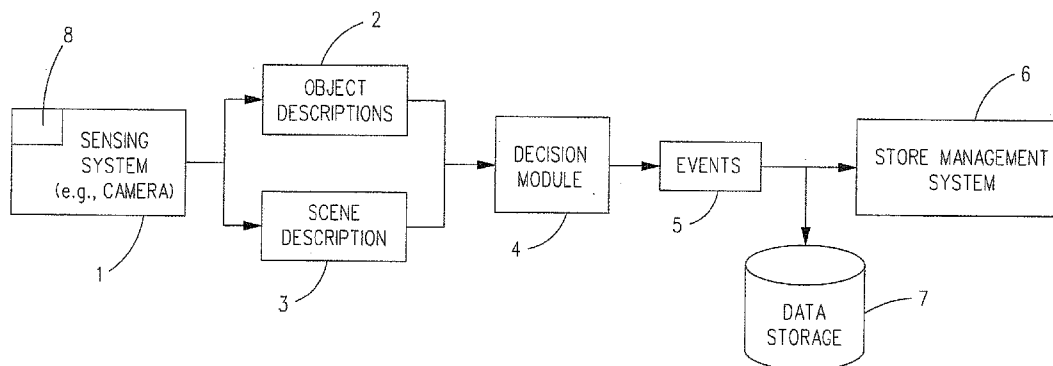 8
2
OBJECT
DESCRIPTIONS
6
SENSING
SYSTEM
(e.g., CAMERA)
DECISION
MODULE
EVENTS
STORE MANAGEMENT
SYSTEM
SCENE
DESCRIPTION
1
3
4
5
DATA
STORAGE
7